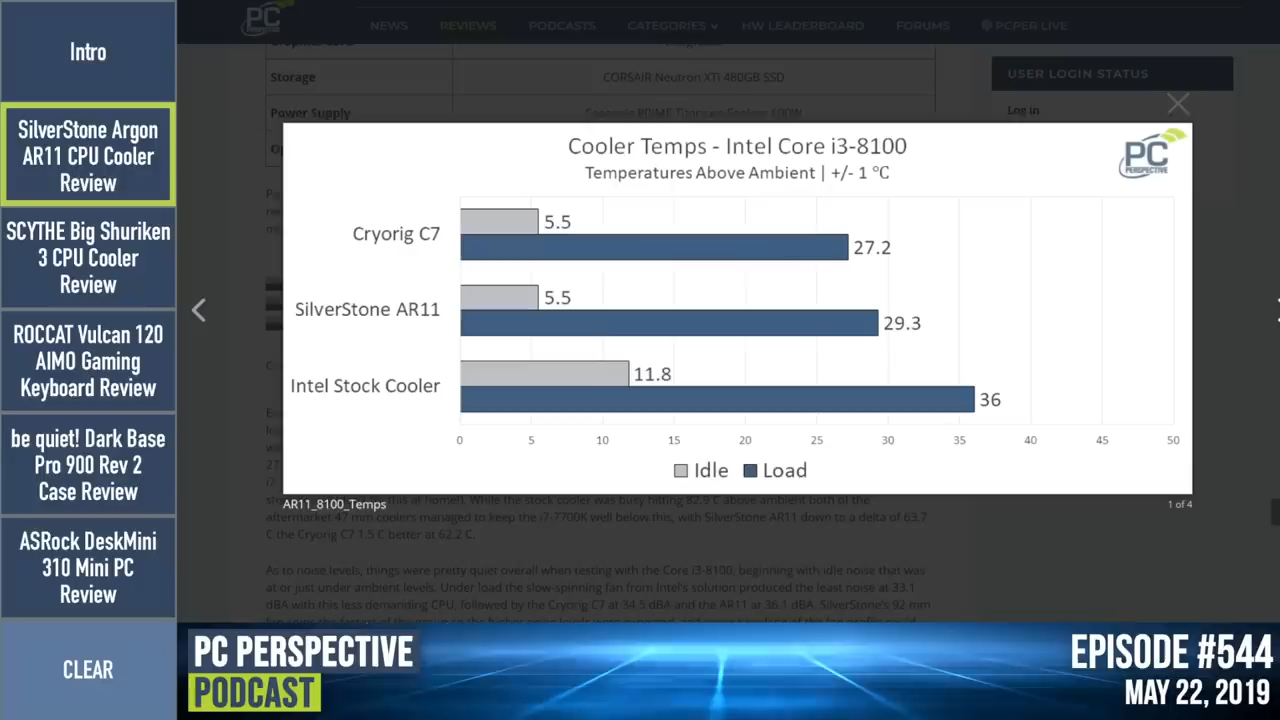 Intro
SilverStone Argon
AR11 CPU Cooler
Review
SCYTHE Big Shuriken
3 CPU Cooler
Review
ROCCAT Vulcan 120
AIMO Gaming
Keyboard Review
be quiet! Dark Base
Pro 900 Rev 2
Case Review
ASRock DeskMini
310 Mini PC
Review
CLEAR
PC
NEWS REVIEWS PODCASTS CATEGORIES HW LEADERBOARD FORUMS PCPER LIVE
Storage CORSAIR Neutron XTi 480GB SSD
Power Supply
USER LOGIN STATUS
Log in
Cooler Temps - Intel Core i3-8100
Temperatures Above Ambient | +/- 1 °C
PC
PERSPECTIVE
Cryorig C7
5.5
27.2
SilverStone AR11
5.5
29.3
Intel Stock Cooler
11.8
36
0 5 10 15 20 25 30 35 40 45 50
Idle Load
AR11_8100_Temps
1 of 4
aftermarket 47 mm coolers managed to keep the i7-7700K well below this, with SilverStone AR11 down to a delta of 63.7
C the Cryorig C7 1.5 C better at 62.2 C.
As to noise levels, things were pretty quiet overall when testing with the Core i3-8100, beginning with idle noise that was
at or just under ambient levels. Under load the slow-spinning fan from Intel's solution produced the least noise at 33.1
dBA with this less demanding CPU, followed by the Cryorig C7 at 34.5 dBA and the AR11 at 36.1 dBA. SilverStone's 92 mm
PC PERSPECTIVE
PODCAST
EPISODE #544
MAY 22, 2019